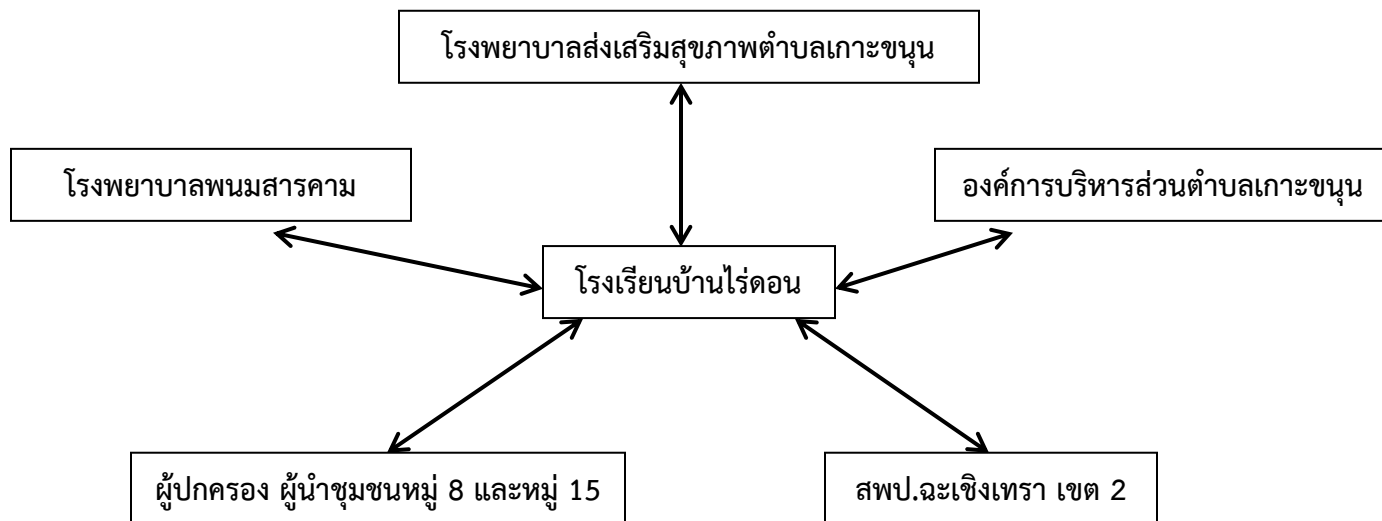 โรงพยาบาลส่งเสริมสุขภาพตำบลเกาะขนุน
โรงพยาบาลพนมสารคาม
องค์การบริหารส่วนตำบลเกาะขนุน
โรงเรียนบ้านไร่ดอน
ผู้ปกครอง ผู้นำชุมชนหมู่ 8 และหมู่ 15
สพป.ฉะเชิงเทรา เขต 2